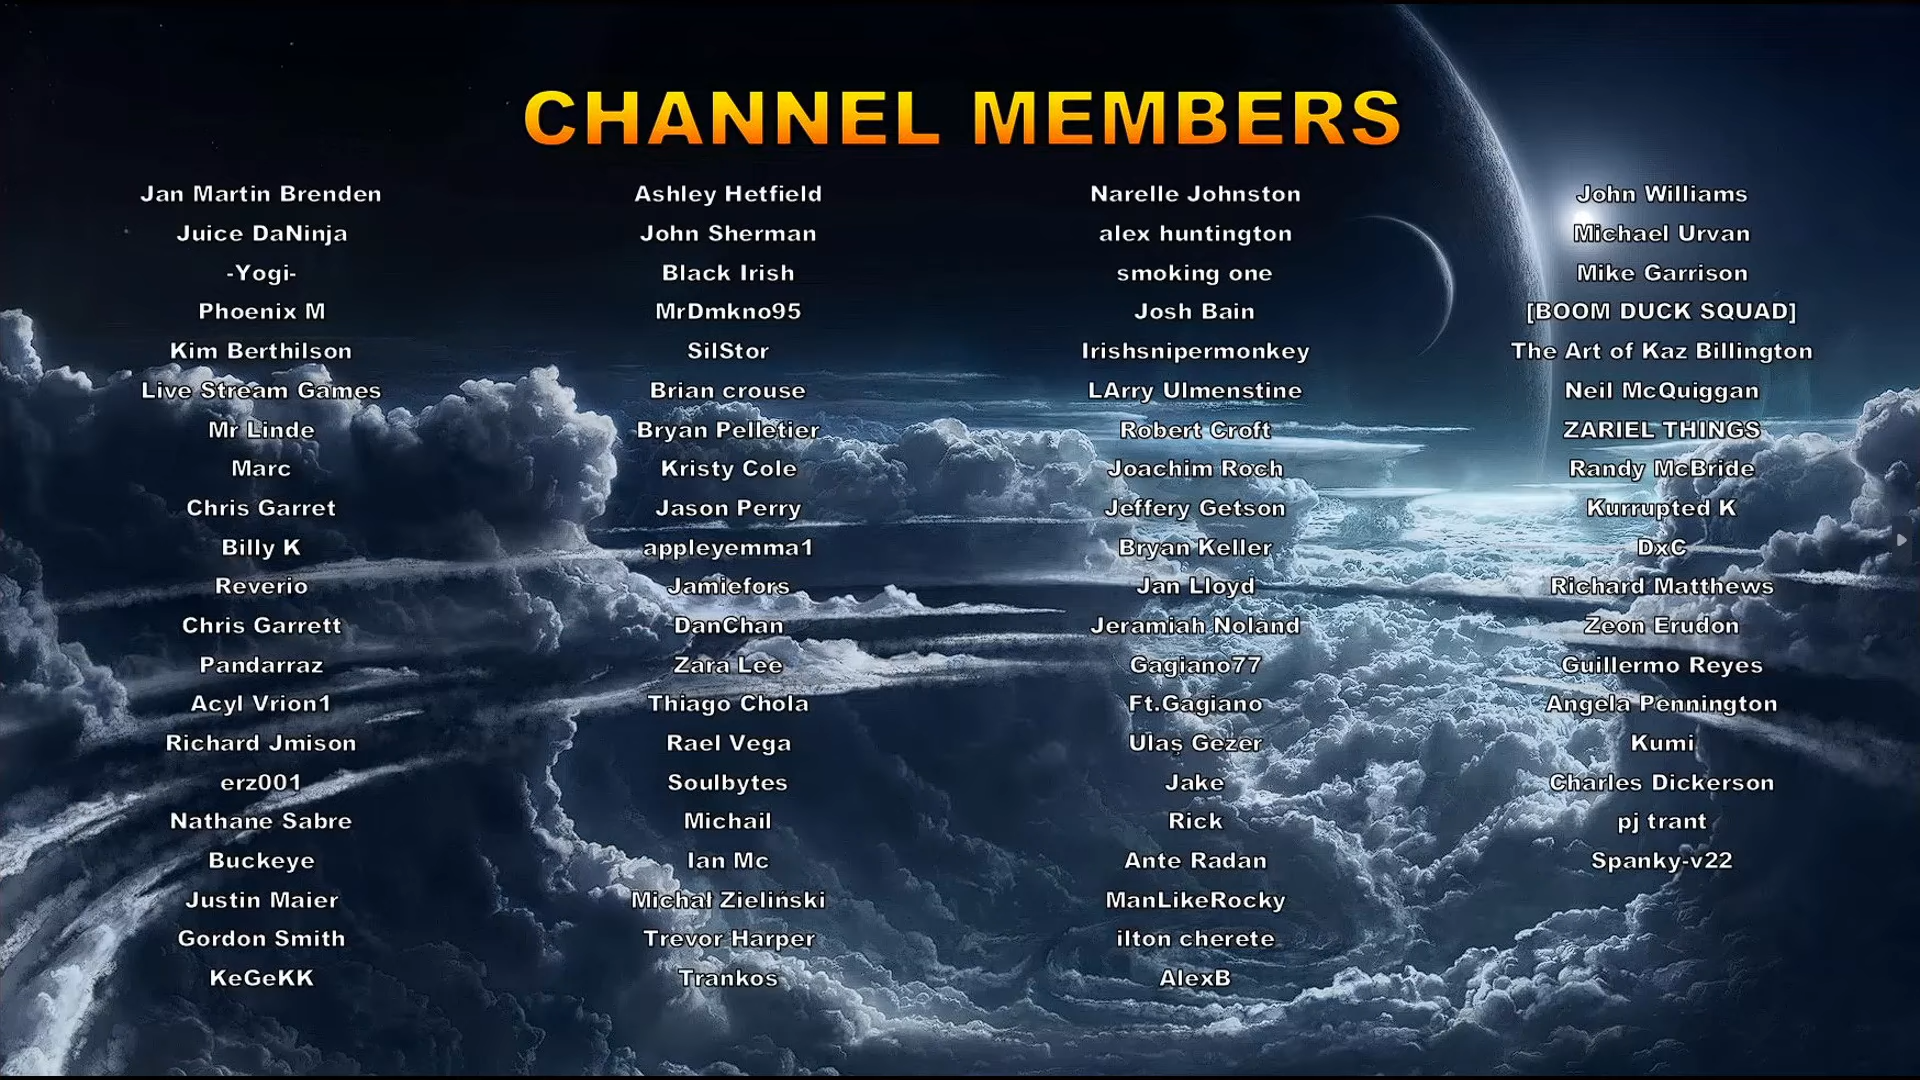 CHANNEL MEMBERS
Jan Martin Brenden
Juice DaNinja
-Yogi-
Phoenix M
Kim Berthilson
Live Stream Games
Mr Linde
Marc
Chris Garret
Billy K
Reverio
Chris Garrett
Pandarraz
Acyl Vrion1
Richard Jmison
erz001
Nathane Sabre
Buckeye
Justin Maier
Gordon Smith
KeGeKK
Ashley Hetfield
John Sherman
Black Irish
MrDmkno95
SilStor
Brian crouse
Bryan Pelletier
Kristy Cole
Jason Perry
appleyemma1
Jamiefors
DanChan
Zara Lee
Thiago Chola
Rael Vega
Soulbytes
Michail
Ian Mc
Michał Zieliński
Trevor Harper
Trankos
Narelle Johnston
alex huntington
smoking one
Josh Bain
Irishsnipermonkey
LArry Ulmenstine
Robert Croft
Joachim Roch
Jeffery Getson
Bryan Keller
Jan Lloyd
Jeramiah Noland
Gagiano77
Ft.Gagiano
Ulaş Gezer
Jake
Rick
Ante Radan
ManLikeRocky
ilton cherete
AlexB
John Williams
Michael Urvan
Mike Garrison
[BOOM DUCK SQUAD]
The Art of Kaz Billington
Neil McQuiggan
ZARIEL THINGS
Randy McBride
Kurrupted K
DxC
Richard Matthews
Zeon Erudon
Guillermo Reyes
Angela Pennington
Kumi
Charles Dickerson
pj trant
Spanky-v22